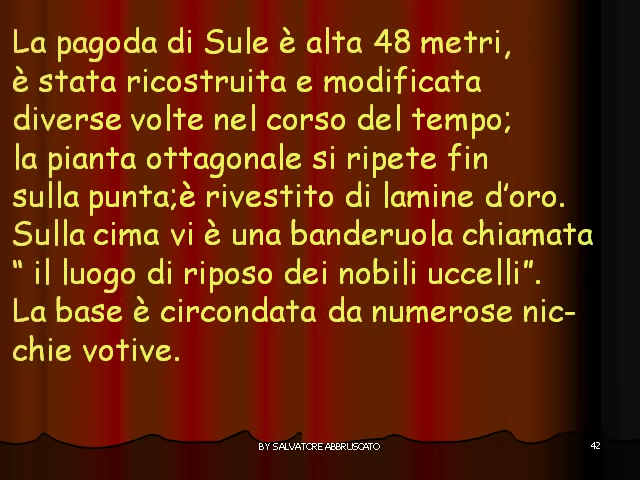 La pagoda di Sule è alta 48 metri,
è stata ricostruita e modificata
diverse volte nel corso del tempo;
la pianta ottagonale si ripete fin
sulla punta;è rivestito di lamine d’oro.
Sulla cima vi è una banderuola chiamata
“ il luogo di riposo dei nobili uccelli”.
La base è circondata da numerose nic-
chie votive.
BY SALVATORE ABBRUSCATO
42